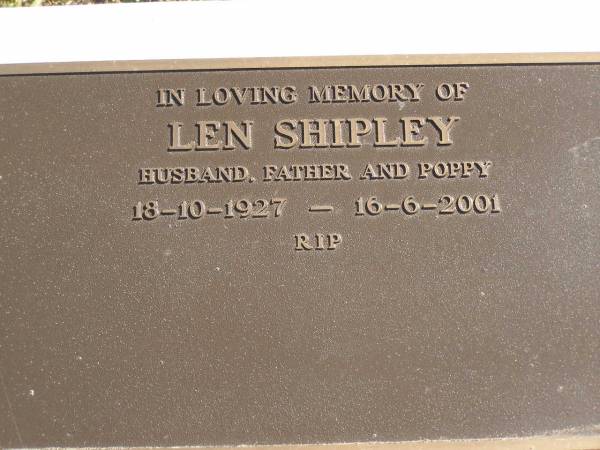 IN LOVING MEMORY OF
LEN SHIPLEY
HUSBAND, FATHER AND POPPY
18-10-1927 — 16-6-2001
RIP